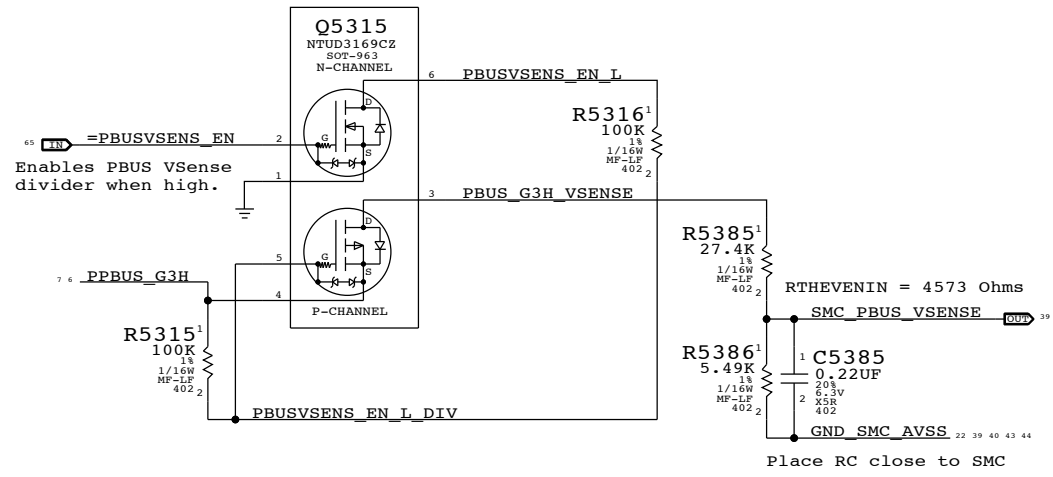 Q5315
NTUD3169CZ
SOT-963
N-CHANNEL
6 PBUSVSENS_EN_L
D
G
S
R5316 1
100K
1%
1/16W
MF-LF
402 2
65 IN =PBUSVSENS_EN 2
Enables PBUS VSense
divider when high.
1
3 PBUS_G3H_VSENSE
D
G
S
5
7 6 PPBUS_G3H
4
P-CHANNEL
R5385 1
27.4K
1%
1/16W
MF-LF
402 2
RTHEVENIN = 4573 Ohms
SMC_PBUS_VSENSE OUT 39
R5315 1
100K
1%
1/16W
MF-LF
402 2
R5386 1
5.49K
1%
1/16W
MF-LF
402 2
1 C5385
0.22UF
20%
6.3V
2 X5R
402
PBUSVSENS_EN_L_DIV
GND_SMC_AVSS 22 39 40 43 44
Place RC close to SMC